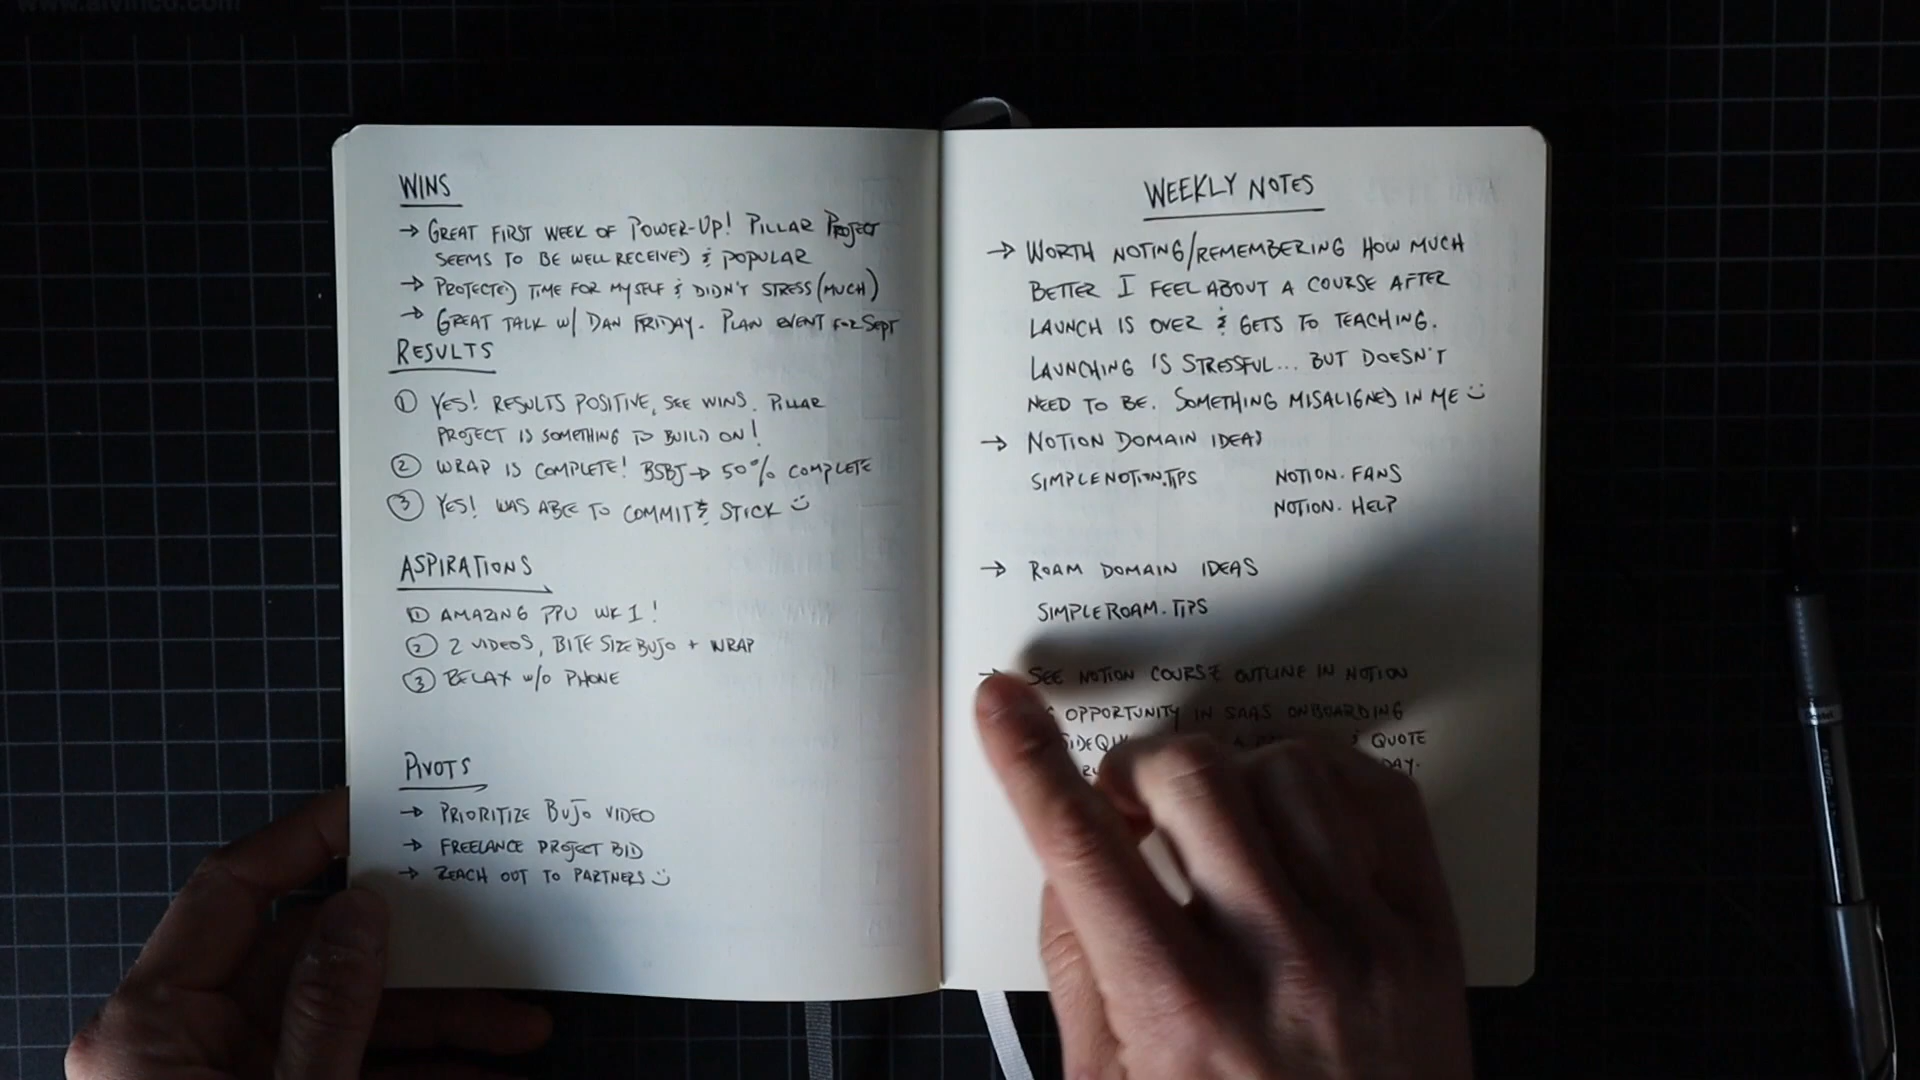 www.alvinco.com
WINS
→ GREAT FIRST WEEK OF POWER-UP! PILLAR PROJECT
SEEMS TO BE WELL RECEIVED & POPULAR
→ PROTECTED TIME FOR MYSELF & DIDN'T STRESS (MUCH)
→ GREAT TALK W/ DAN FRIDAY. PLAN EVENT FOR SEPT
RESULTS
① YES! RESULTS POSITIVE, SEE WINS. PILLAR
PROJECT IS SOMETHING TO BUILD ON!
② WRAP IS COMPLETE! BSBJ → 50% COMPLETE
③ YES! WAS ABLE TO COMMIT & STICK
ASPIRATIONS
① AMAZING PPU WK 1!
② 2 VIDEOS, BITE SIZE BUJO + WRAP
③ RELAX W/O PHONE
PIVOTS
→ PRIORITIZE BUJO VIDEO
→ FREELANCE PROJECT BID
→ REACH OUT TO PARTNERS
WEEKLY NOTES
→ WORTH NOTING/REMEMBERING HOW MUCH
BETTER I FEEL ABOUT A COURSE AFTER
LAUNCH IS OVER & GETS TO TEACHING.
LAUNCHING IS STRESSFUL... BUT DOESN'T
NEED TO BE. SOMETHING MISALIGNED IN ME
→ NOTION DOMAIN IDEAS
SIMPLENOTION.TIPS NOTION.FANS
NOTION.HELP
→ ROAM DOMAIN IDEAS
SIMPLEROAM.TIPS
→ SEE NOTION COURSE OUTLINE IN NOTION
OPPORTUNITY IN SAAS ONBOARDING
A & QUOTE